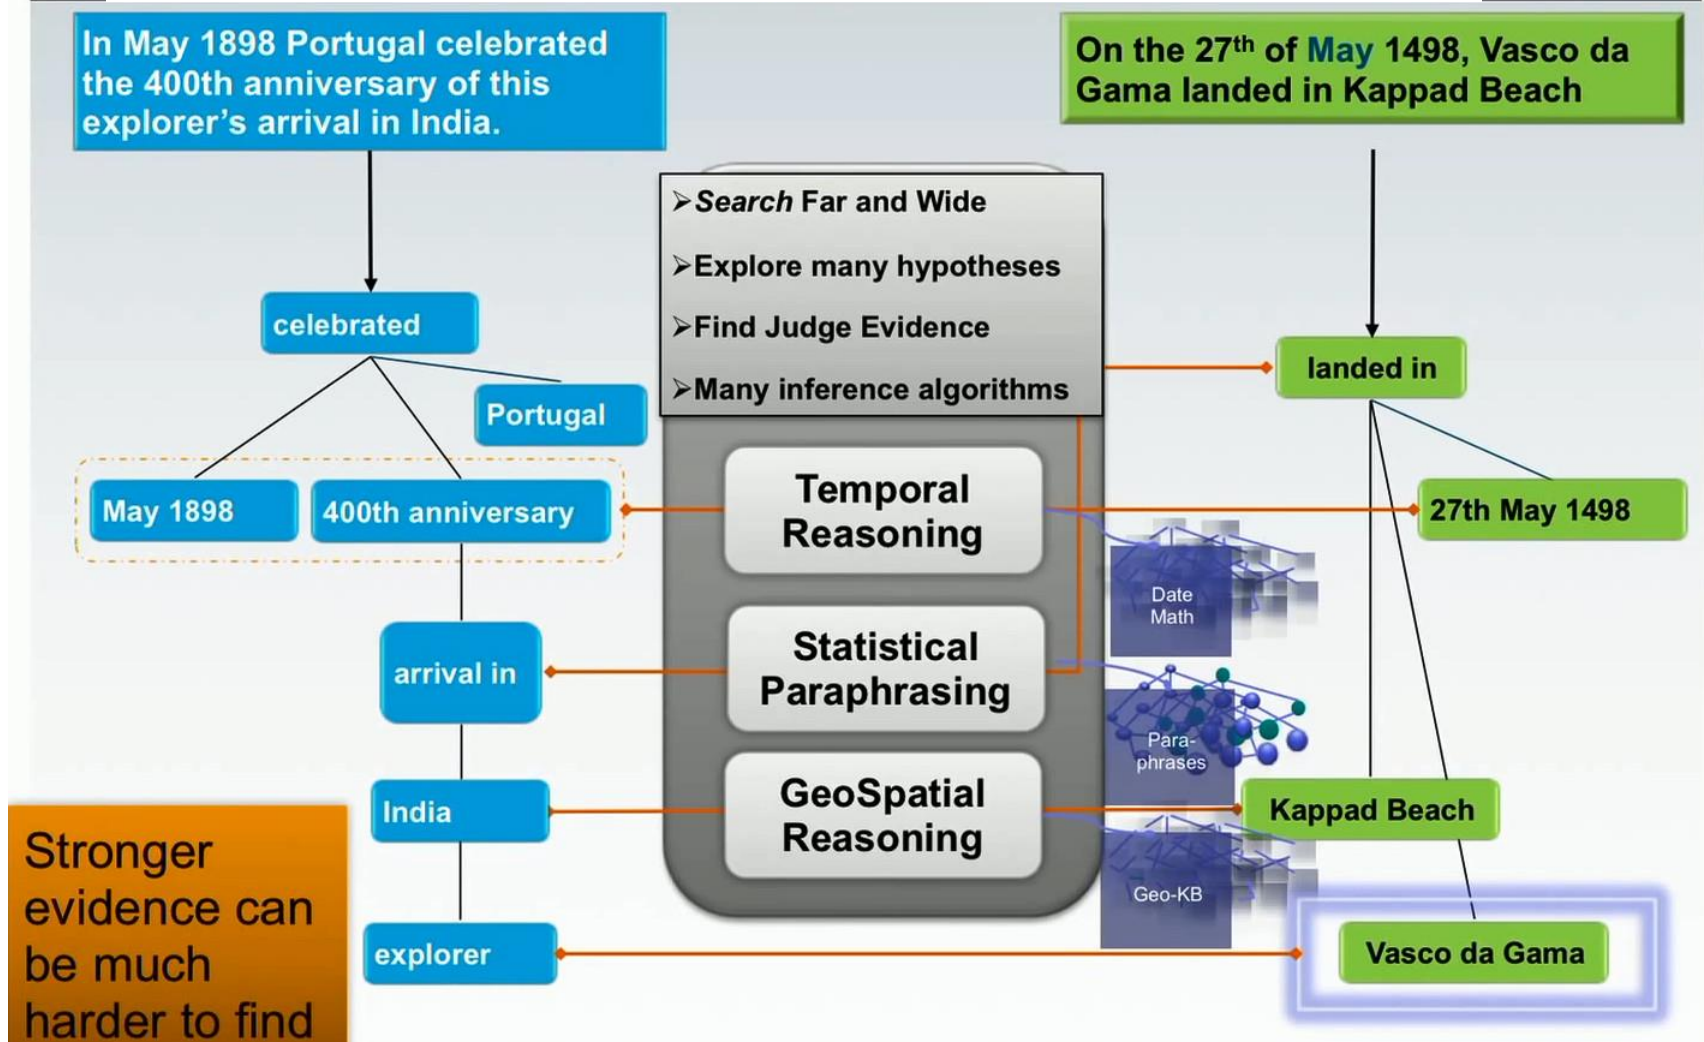 In May 1898 Portugal celebrated
the 400th anniversary of this
explorer's arrival in India.
On the 27th of May 1498, Vasco da
Gama landed in Kappad Beach
➢Search Far and Wide
➢Explore many hypotheses
➢Find Judge Evidence
➢Many inference algorithms
celebrated
Portugal
May 1898
400th anniversary
arrival in
India
explorer
Temporal
Reasoning
Statistical
Paraphrasing
GeoSpatial
Reasoning
Date
Math
Para-
phrases
Geo-KB
landed in
27th May 1498
Kappad Beach
Vasco da Gama
Stronger
evidence can
be much
harder to find